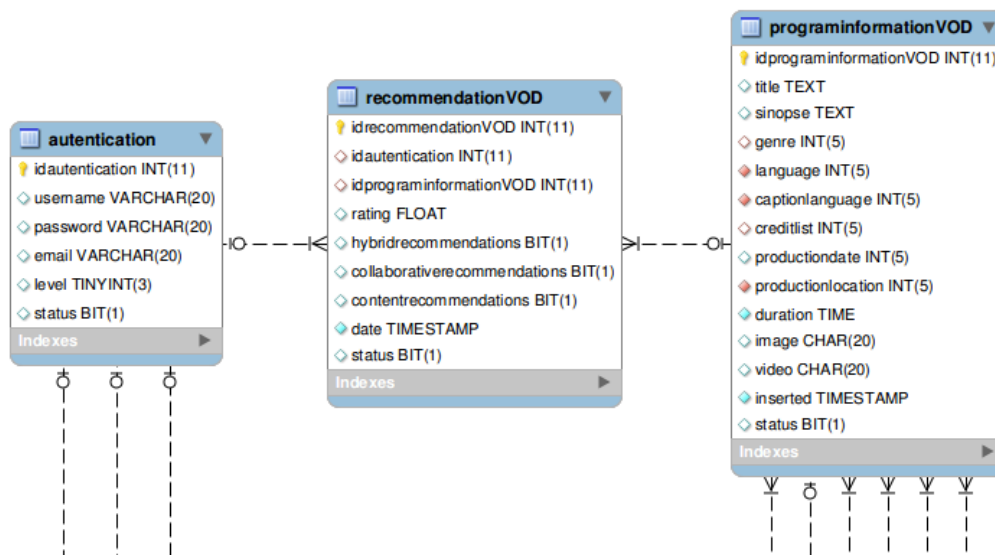 autentication
idautentication INT(11)
username VARCHAR(20)
password VARCHAR(20)
email VARCHAR(20)
level TINYINT(3)
status BIT(1)
Indexes
recommendationVOD
idrecommendationVOD INT(11)
idautentication INT(11)
idprograminformationVOD INT(11)
rating FLOAT
hybridrecommendations BIT(1)
collaborativerecommendations BIT(1)
contentrecommendations BIT(1)
date TIMESTAMP
status BIT(1)
Indexes
programinformationVOD
idprograminformationVOD INT(11)
title TEXT
sinopse TEXT
genre INT(5)
language INT(5)
captionlanguage INT(5)
creditlist INT(5)
productiondate INT(5)
productionlocation INT(5)
duration TIME
image CHAR(20)
video CHAR(20)
inserted TIMESTAMP
status BIT(1)
Indexes